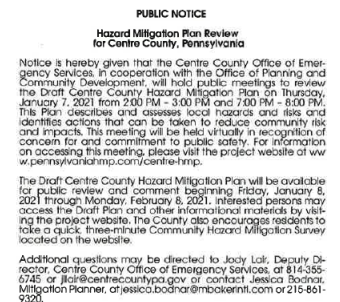 PUBLIC NOTICE
Hazard Mitigation Plan Review
for Centre County, Pennsylvania
Notice is hereby given that the Centre County Office of Emer-
gency Services, in cooperation with the Office of Planning and
Community Development, will hold public meetings to review
the Draft Centre County Hazard Mitigation Plan on Thursday,
January 7, 2021 from 2:00 PM - 3:00 PM and 7:00 PM - 8:00 PM.
This Plan describes and assesses local hazards and risks and
identifies actions that can be taken to reduce community risk
and impacts. This meeting will be held virtually in recognition of
concern for and commitment to public safety. For information
on accessing this meeting, please visit the project website at ww
w.pennsylvaniahmp.com/centre-hmp.
The Draft Centre County Hazard Mitigation Plan will be available
for public review and comment beginning Friday, January 8,
2021 through Monday, February 8, 2021. Interested persons may
access the Draft Plan and other informational materials by visit-
ing the project website. The County also encourages residents to
take a quick, three-minute Community Hazard Mitigation Survey
located on the website.
Additional questions may be directed to Jody Lair, Deputy Di-
rector, Centre County Office of Emergency Services, at 814-355-
6745 or jlair@centrecountypa.gov or contact Jessica Bodnar,
Mitigation Planner, at jessica.bodnar@mbakerintl.com or 215-861-
9320.